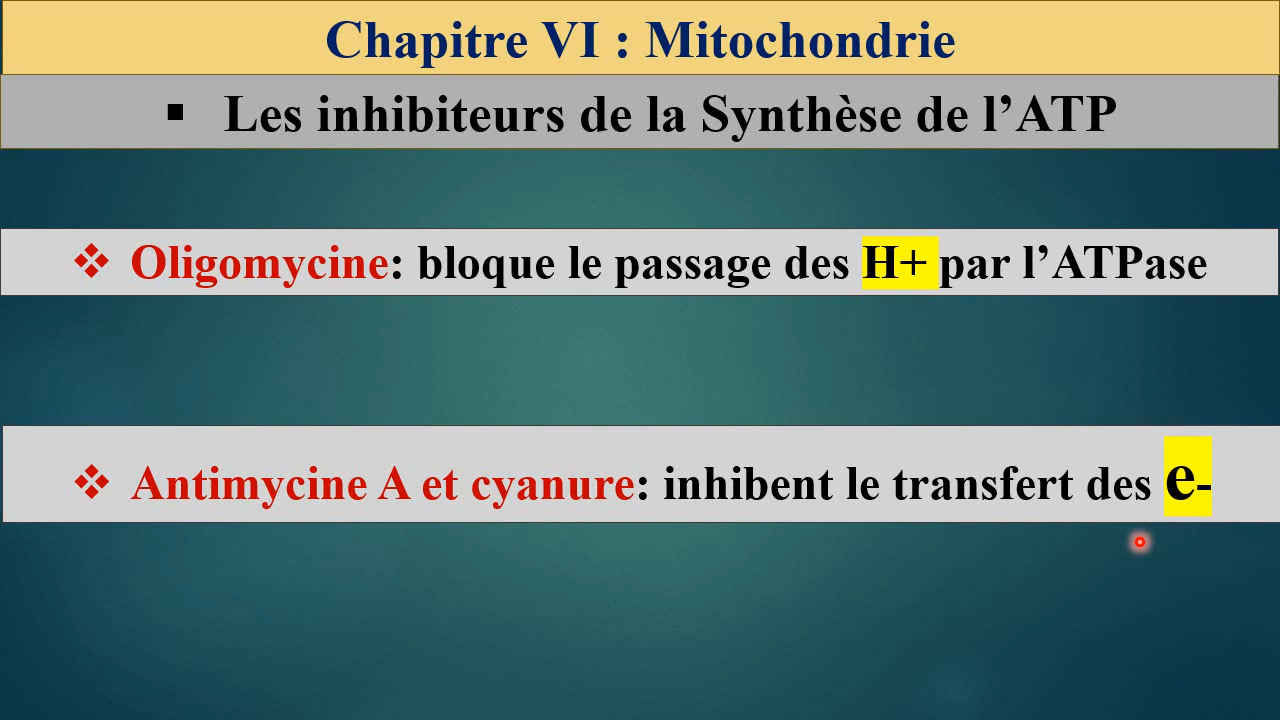 Chapitre VI : Mitochondrie
▪ Les inhibiteurs de la Synthèse de l’ATP
❖ Oligomycine: bloque le passage des H+ par l’ATPase
❖ Antimycine A et cyanure: inhibent le transfert des e-